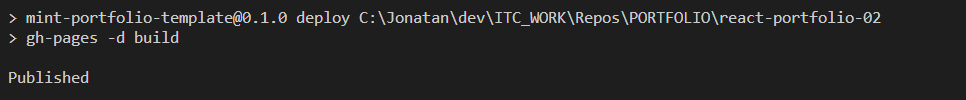 > mint-portfolio-template@0.1.0 deploy C:\Jonatan\dev\ITC_WORK\Repos\PORTFOLIO\react-portfolio-02
> gh-pages -d build
Published